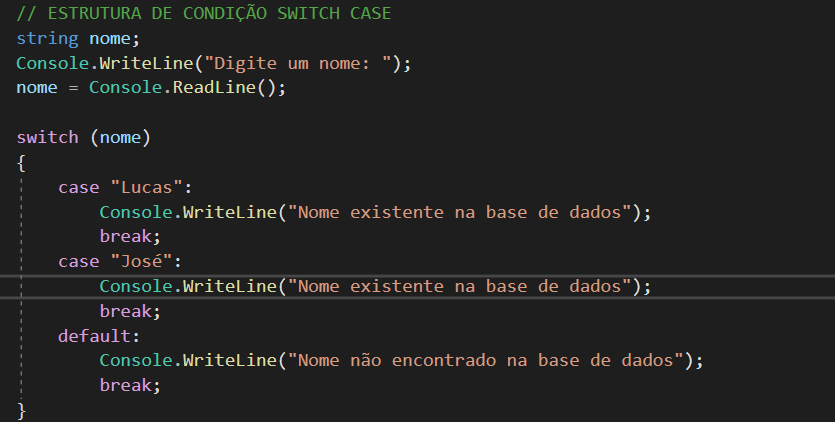 // ESTRUTURA DE CONDIÇÃO SWITCH CASE
string nome;
Console.WriteLine("Digite um nome: ");
nome = Console.ReadLine();
switch (nome)
{
case "Lucas":
Console.WriteLine("Nome existente na base de dados");
break;
case "José":
Console.WriteLine("Nome existente na base de dados");
break;
default:
Console.WriteLine("Nome não encontrado na base de dados");
break;
}